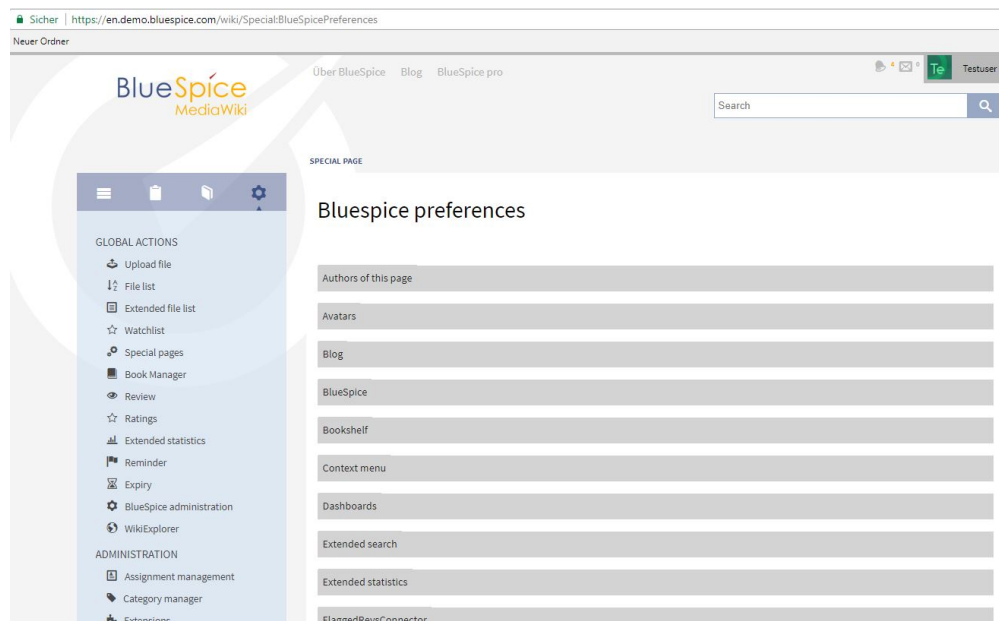 Sicher | https://en.demo.bluespice.com/wiki/Special:BlueSpicePreferences
Neuer Ordner
BlueSpice
MediaWiki
Über BlueSpice Blog BlueSpice pro
Te Testuser
Search
SPECIAL PAGE
Bluespice preferences
GLOBAL ACTIONS
Upload file
File list
Extended file list
Watchlist
Special pages
Book Manager
Review
Ratings
Extended statistics
Reminder
Expiry
BlueSpice administration
WikiExplorer
ADMINISTRATION
Assignment management
Category manager
Extensions
Authors of this page
Avatars
Blog
BlueSpice
Bookshelf
Context menu
Dashboards
Extended search
Extended statistics
FlaggedRevsConnector